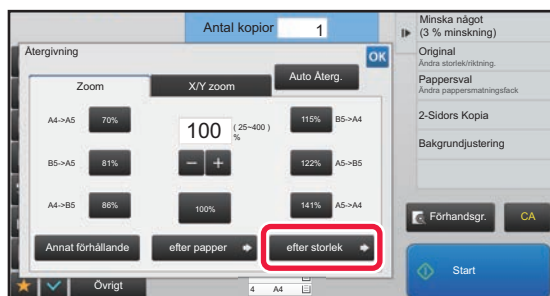 Antal kopior 1
Återgivning
OK
Auto Återg.
Zoom
X/Y zoom
A4->A5 70%
100 (25~400) %
115% B5->A4
B5->A5 81%
− +
122% A5->B5
A4->B5 86%
100%
141% A5->A4
Annat förhållande
efter papper
efter storlek
Övrigt
4 A4
Minska något
(3 % minskning)
Original
Ändra storlek/riktning.
Pappersval
Ändra pappersmatningsfack
2-Sidors Kopia
Bakgrundjustering
Förhandsgr.
CA
Start